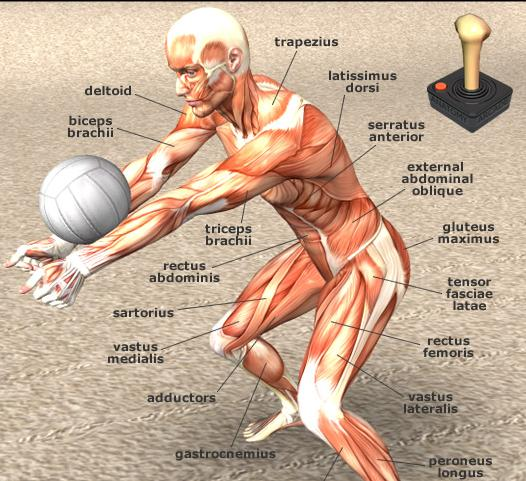 trapezius
latissimus
dorsi
deltoid
biceps
brachii
serratus
anterior
external
abdominal
oblique
triceps
brachii
gluteus
maximus
rectus
abdominis
tensor
fasciae
latae
sartorius
vastus
medialis
rectus
femoris
adductors
vastus
lateralis
gastrocnemius
peroneus
longus